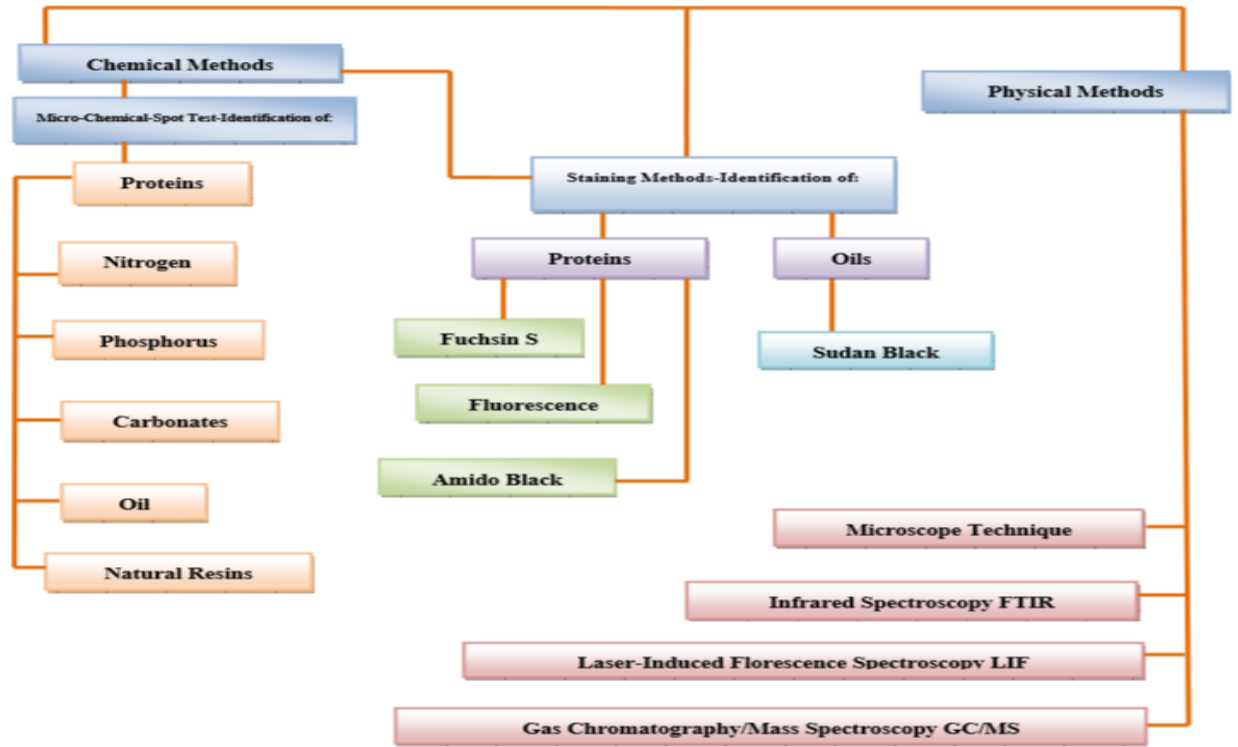 Chemical Methods
Micro-Chemical-Spot Test-Identification of:
Proteins
Nitrogen
Phosphorus
Carbonates
Oil
Natural Resins
Staining Methods-Identification of:
Proteins
Fuchsin S
Fluorescence
Amido Black
Oils
Sudan Black
Physical Methods
Microscope Technique
Infrared Spectroscopy FTIR
Laser-Induced Florescence Spectroscopy LIF
Gas Chromatography/Mass Spectroscopy GC/MS